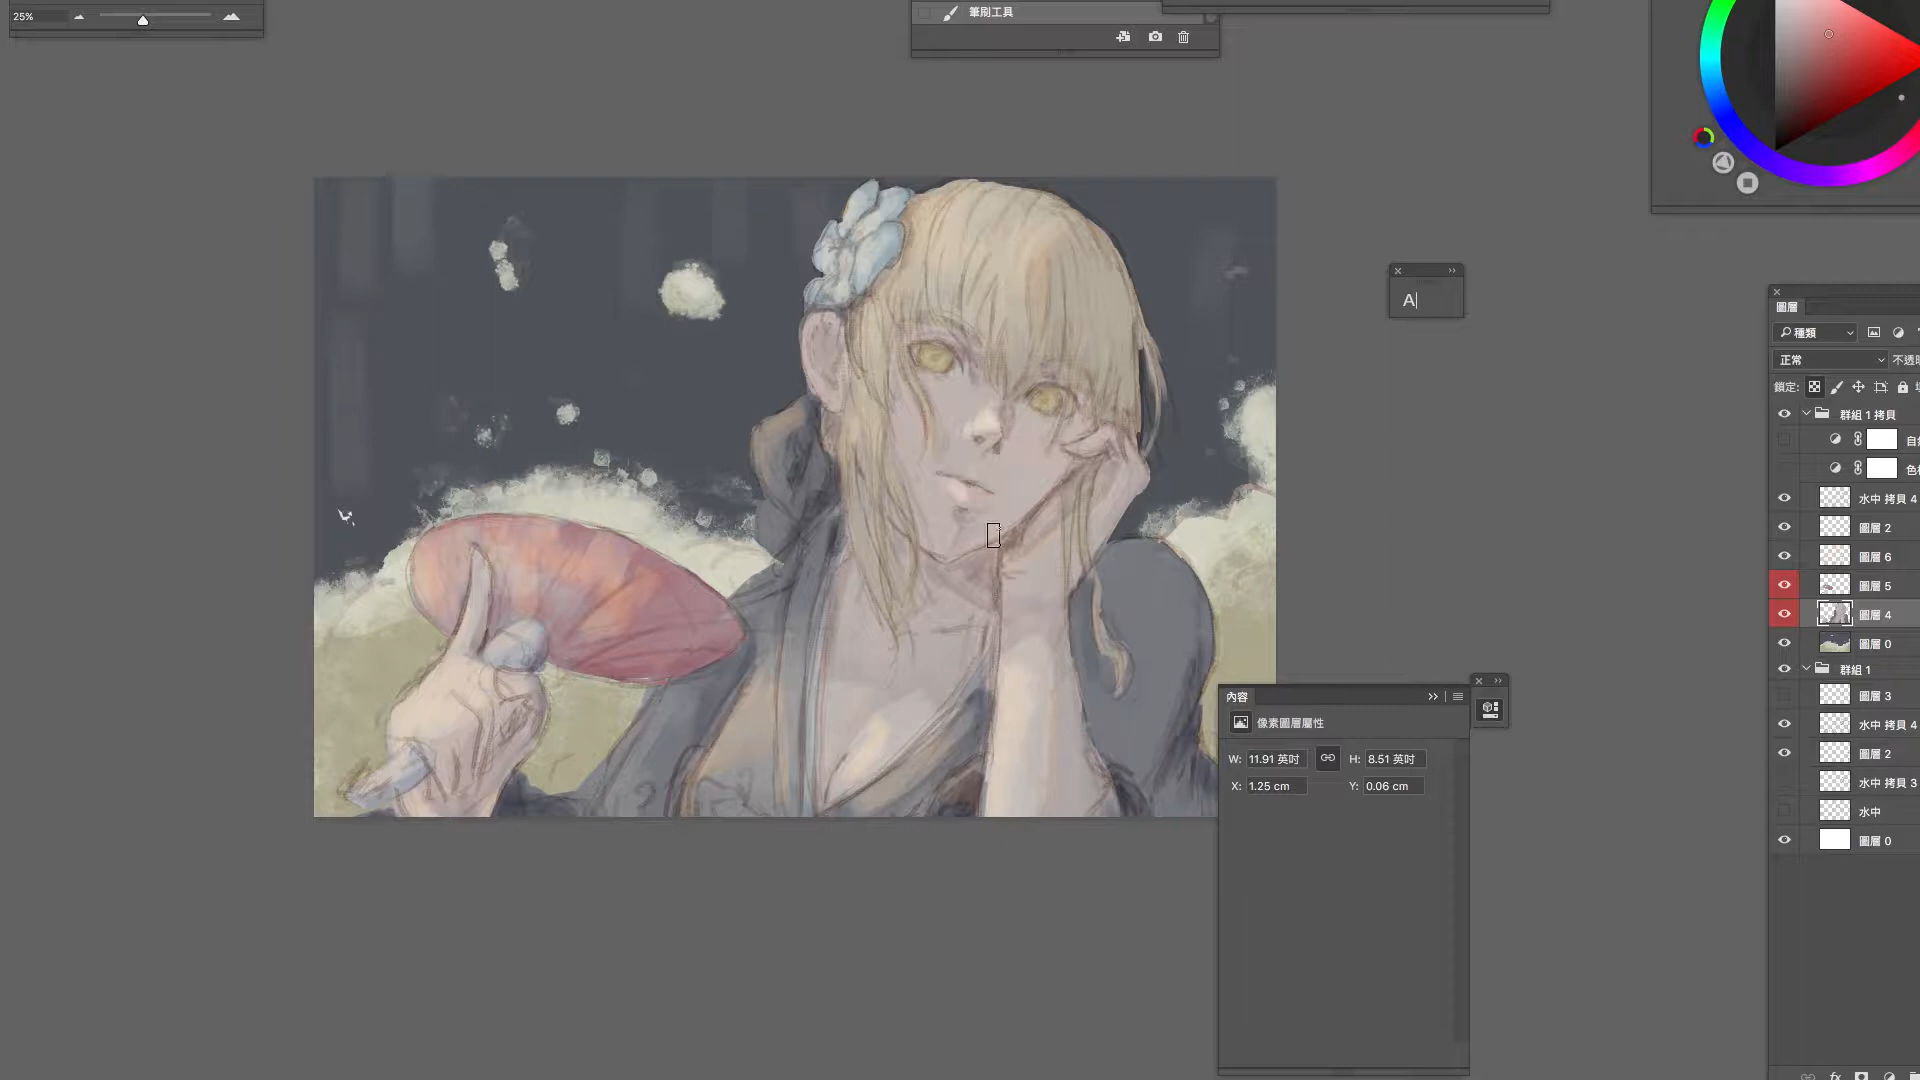 25%
筆刷工具
A
圖層
種類
正常
鎖定:
群組 1 拷貝
水中 拷貝 4
圖層 2
圖層 6
圖層 5
圖層 4
圖層 0
群組 1
圖層 3
水中 拷貝 4
圖層 2
水中 拷貝 3
水中
圖層 0
內容
像素圖層屬性
W: 11.91 英吋 H: 8.51 英吋
X: 1.25 cm Y: 0.06 cm
fx